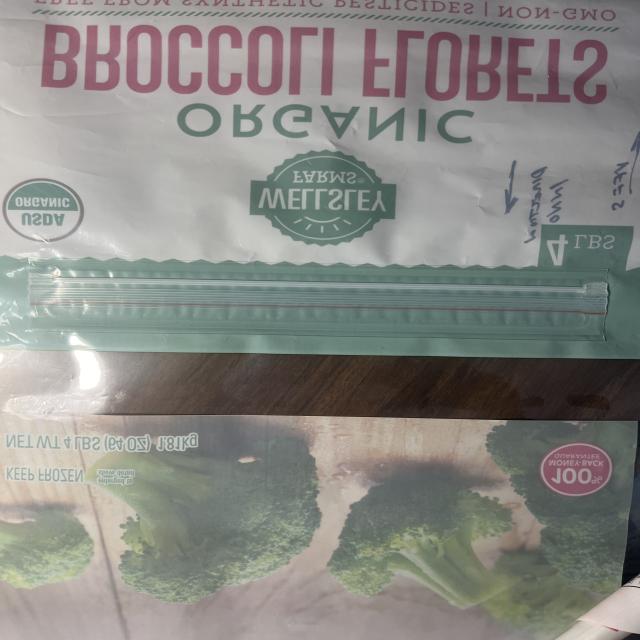 FREE FROM SYNTHETIC PESTICIDES | NON-GMO
BROCCOLI FLORETS
ORGANIC
WELLSLEY
FARMS
USDA
ORGANIC
4 LBS
NET WT 4 LBS (64 OZ) 1.81kg
KEEP FROZEN
100%
MONEY BACK
GUARANTEE